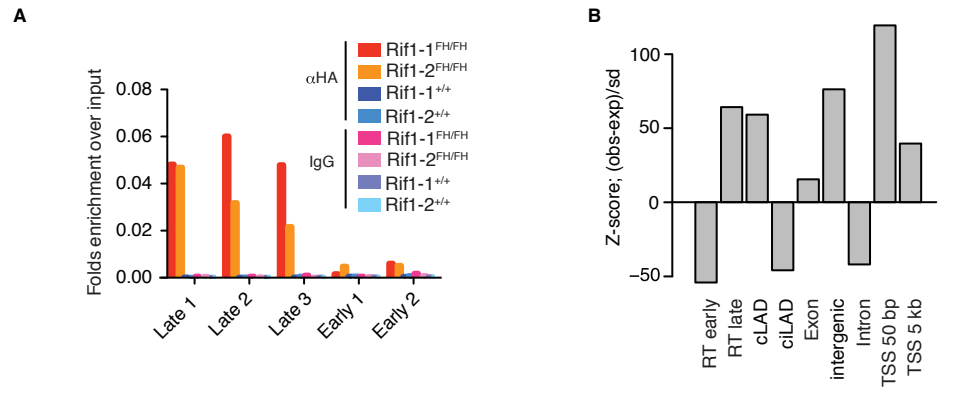 A
Folds enrichment over input
0.08
0.06
0.04
0.02
0.00
Late 1
Late 2
Late 3
Early 1
Early 2
αHA
Rif1-1FH/FH
Rif1-2FH/FH
Rif1-1+/+
Rif1-2+/+
IgG
Rif1-1FH/FH
Rif1-2FH/FH
Rif1-1+/+
Rif1-2+/+
B
Z-score; (obs-exp)/sd
100
50
0
−50
RT early
RT late
cLAD
ciLAD
Exon
intergenic
Intron
TSS 50 bp
TSS 5 kb